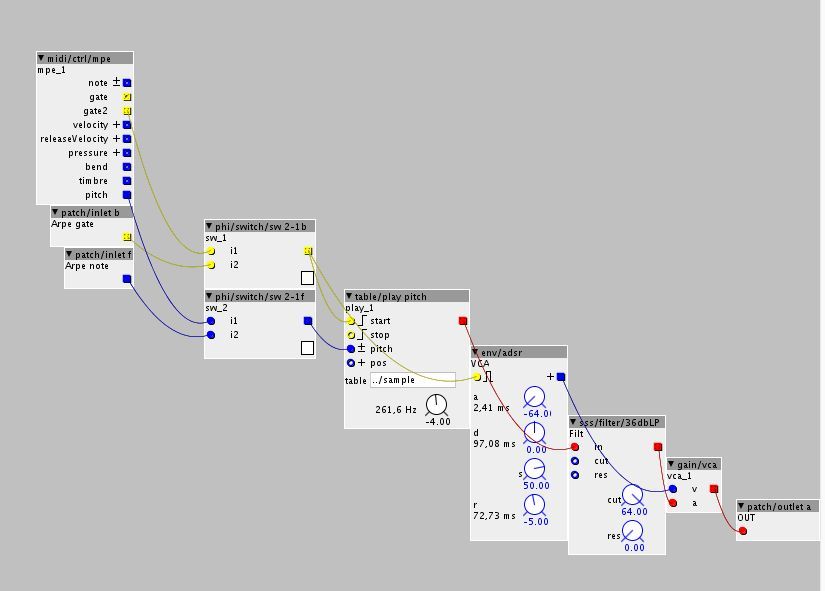 midi/ctrl/mpe
mpe_1
note ±
gate
gate2
velocity +
releaseVelocity +
pressure +
bend
timbre
pitch
patch/inlet b
Arpe gate
patch/inlet f
Arpe note
phi/switch/sw 2-1b
sw_1
i1
i2
phi/switch/sw 2-1f
sw_2
i1
i2
table/play pitch
play_1
start
stop
± pitch
+ pos
table ../sample
261,6 Hz
-4.00
env/adsr
VCA
+
a
2,41 ms
-64.0
d
97,08 ms
0.00
s
50.00
r
72,73 ms
-5.00
sss/filter/36dbLP
Filt
in
cut
res
cut
64.00
res
0.00
gain/vca
vca_1
v
a
patch/outlet a
OUT